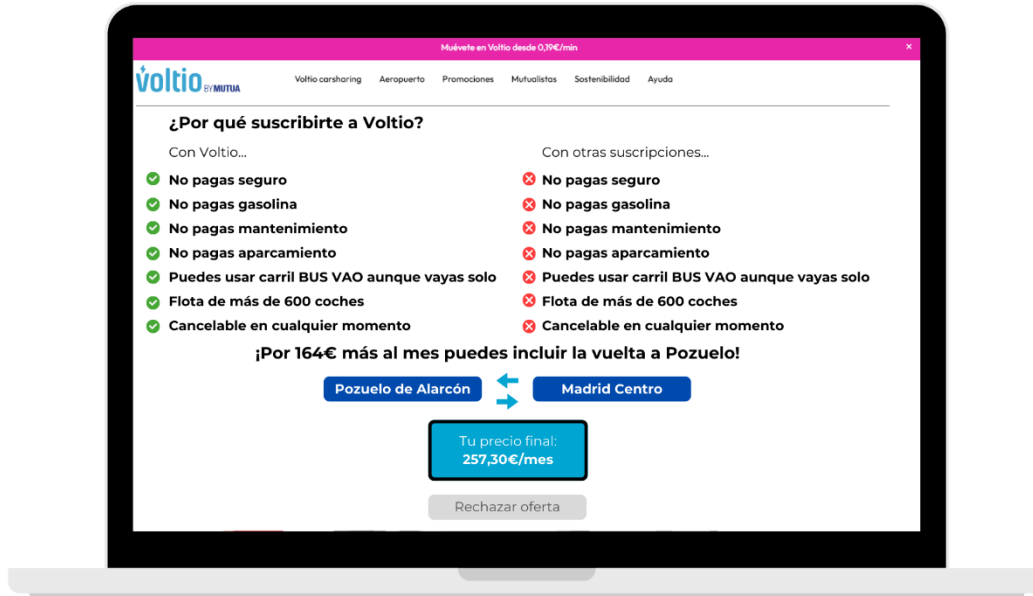 Muévete en Voltio desde 0,19€/min
×
voltio BY MUTUA
Voltio carsharing Aeropuerto Promociones Mutualistas Sostenibilidad Ayuda
¿Por qué suscribirte a Voltio?
Con Voltio...
No pagas seguro
No pagas gasolina
No pagas mantenimiento
No pagas aparcamiento
Puedes usar carril BUS VAO aunque vayas solo
Flota de más de 600 coches
Cancelable en cualquier momento
Con otras suscripciones...
No pagas seguro
No pagas gasolina
No pagas mantenimiento
No pagas aparcamiento
Puedes usar carril BUS VAO aunque vayas solo
Flota de más de 600 coches
Cancelable en cualquier momento
¡Por 164€ más al mes puedes incluir la vuelta a Pozuelo!
Pozuelo de Alarcón
Madrid Centro
Tu precio final:
257,30€/mes
Rechazar oferta